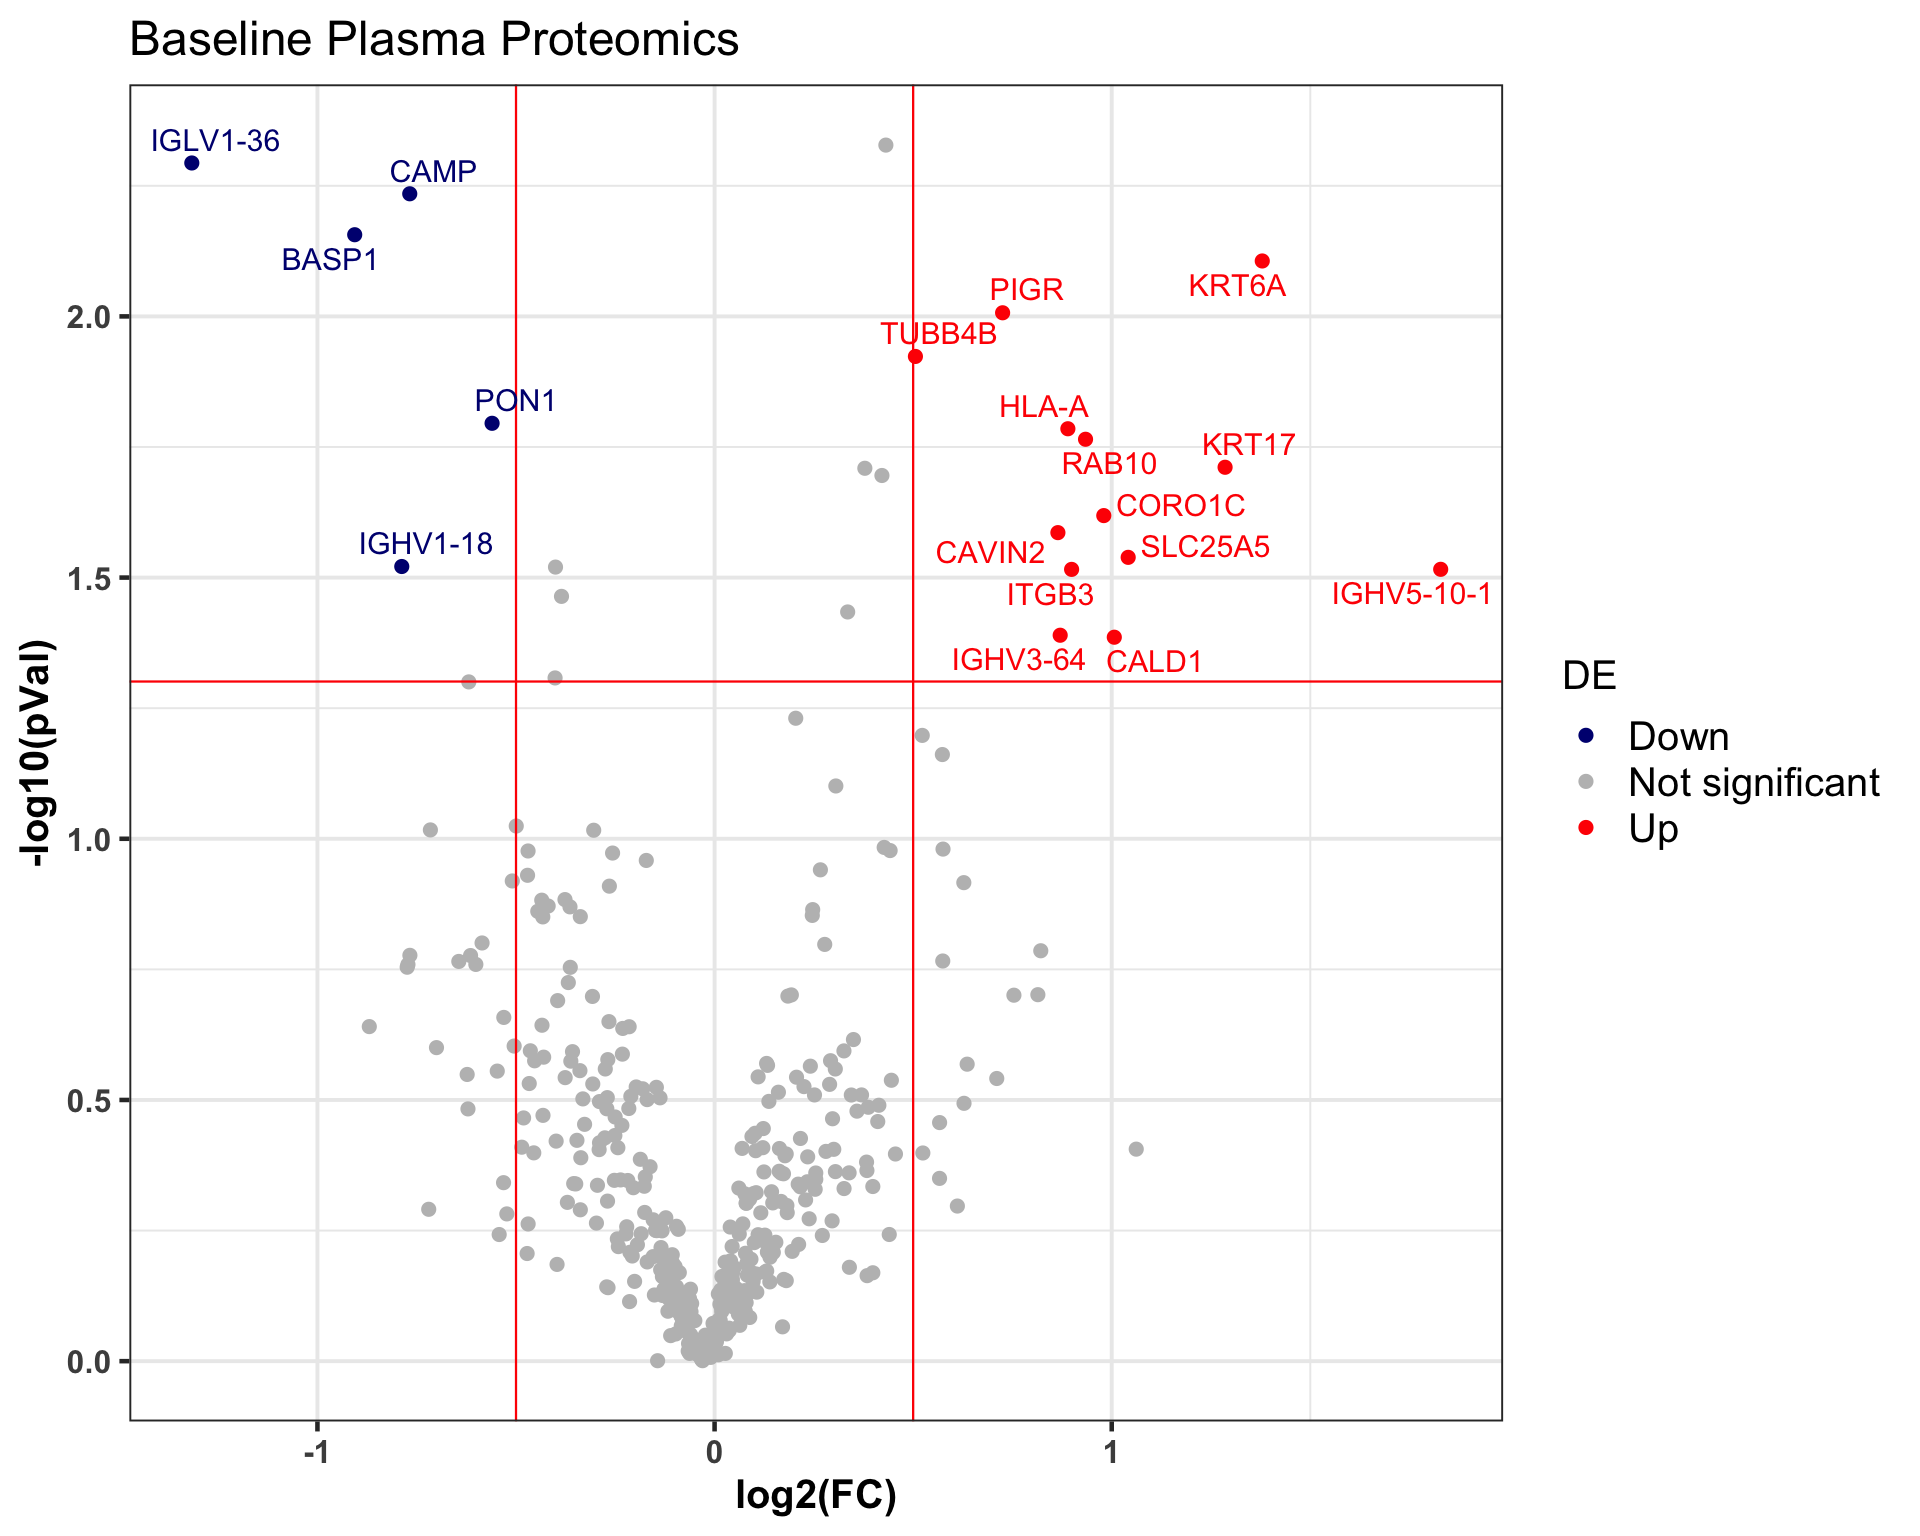 Baseline Plasma Proteomics
IGLV1-36
CAMP
BASP1
KRT6A
PIGR
TUBB4B
PON1
HLA-A
RAB10
KRT17
CORO1C
CAVIN2
SLC25A5
IGHV1-18
ITGB3
IGHV5-10-1
IGHV3-64
CALD1
2.0
1.5
1.0
0.5
0.0
-log10(pVal)
-1
0
1
log2(FC)
DE
Down
Not significant
Up